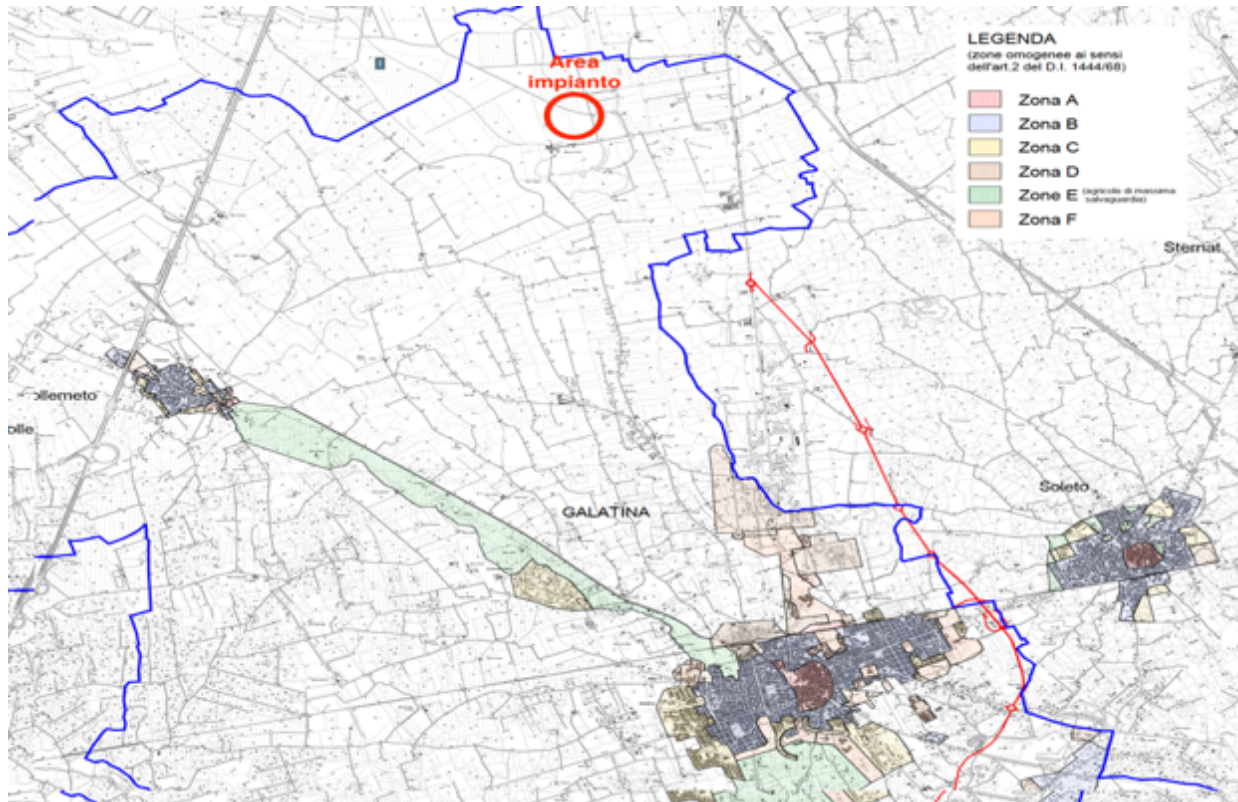 Area
impianto
LEGENDA
(zone omogenee ai sensi
dell'art.2 del D.I. 1444/68)
Zona A
Zona B
Zona C
Zona D
Zone E (agricole di massima
salvaguardia)
Zona F
Sternat
ollemeto
olle
GALATINA
Soleto